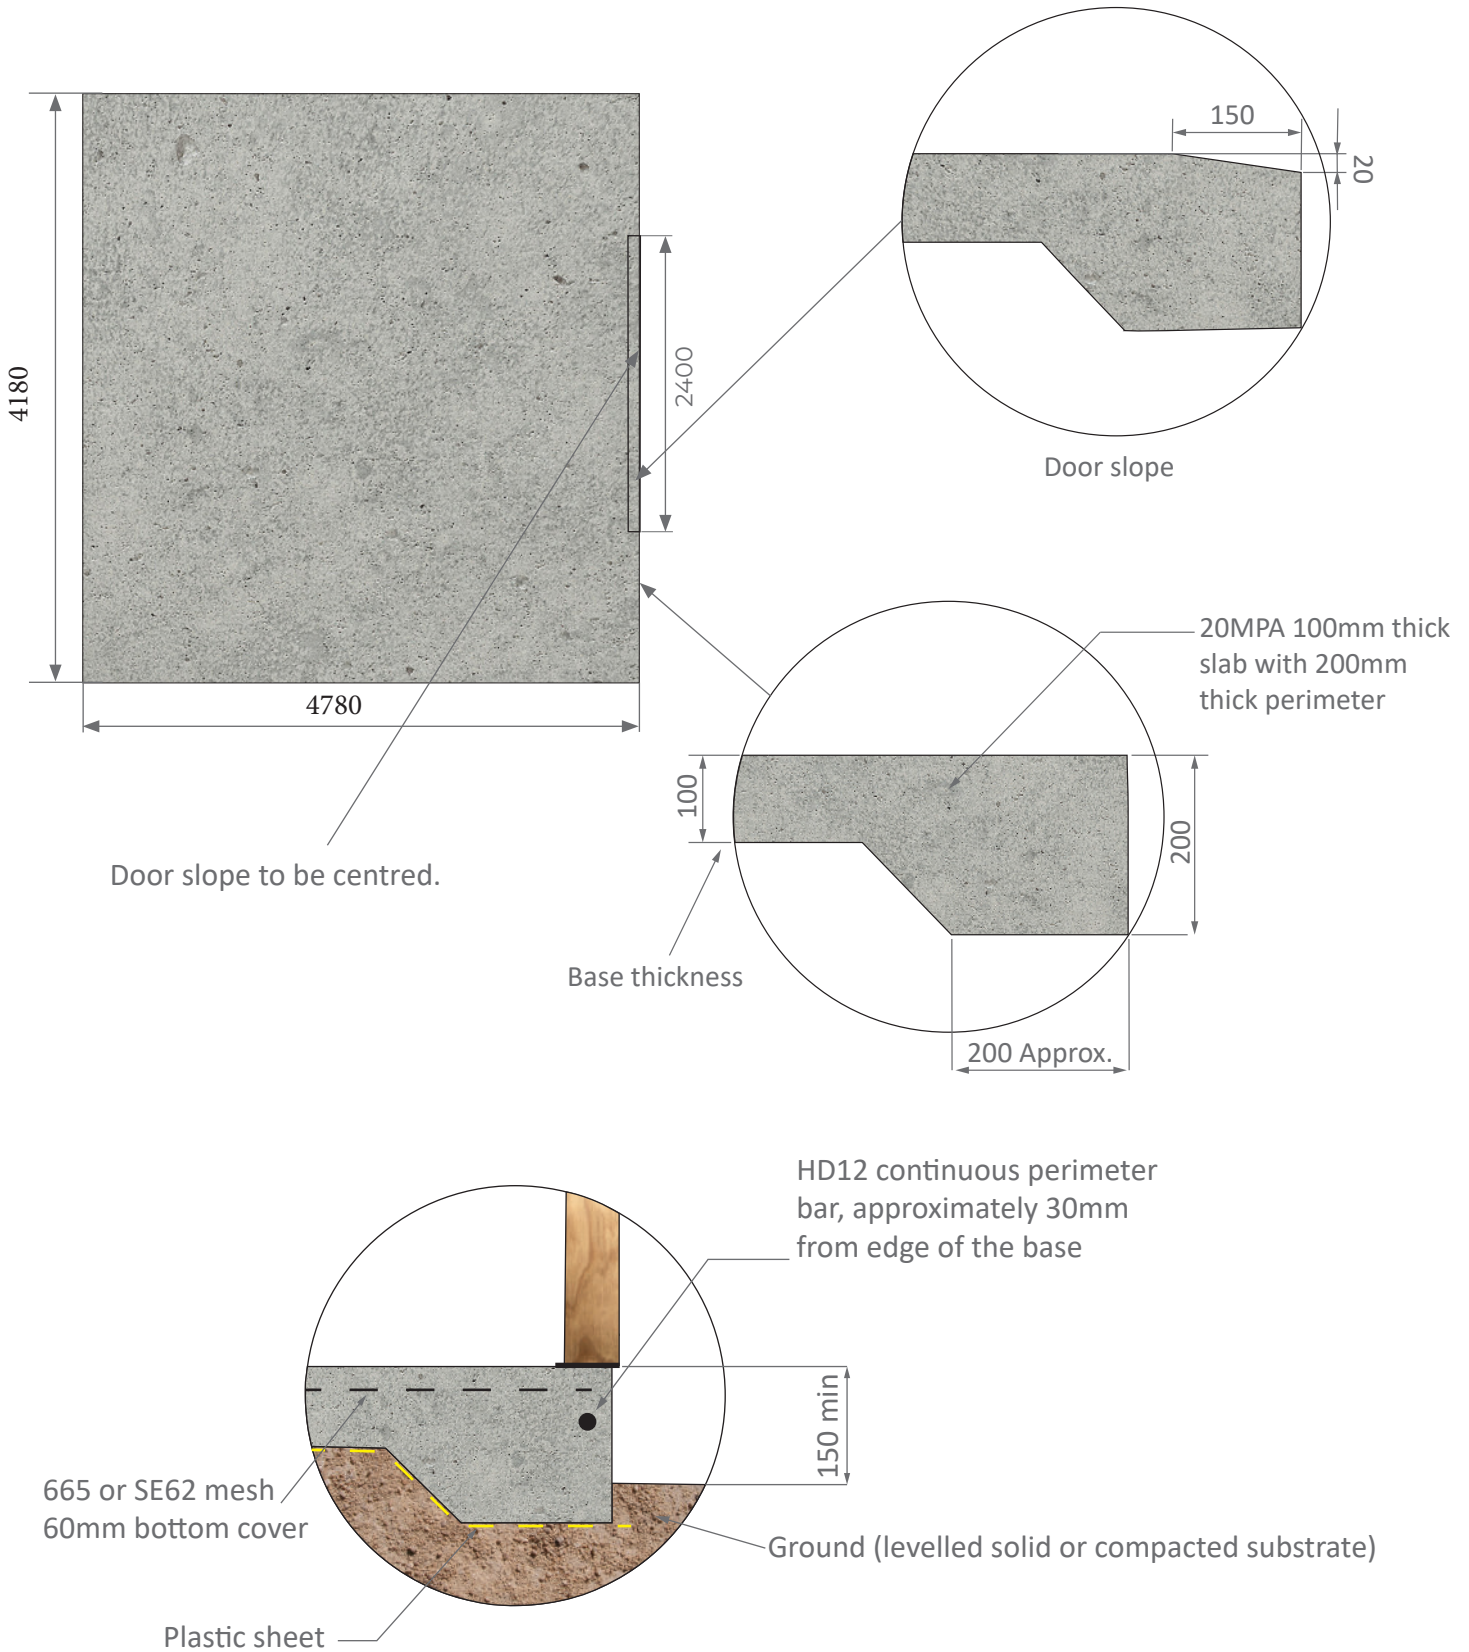 150
20
4180
2400
Door slope
4780
20MPA 100mm thick
slab with 200mm
thick perimeter
100
200
Door slope to be centred.
Base thickness
200 Approx.
HD12 continuous perimeter
bar, approximately 30mm
from edge of the base
150 min
665 or SE62 mesh
60mm bottom cover
Ground (levelled solid or compacted substrate)
Plastic sheet